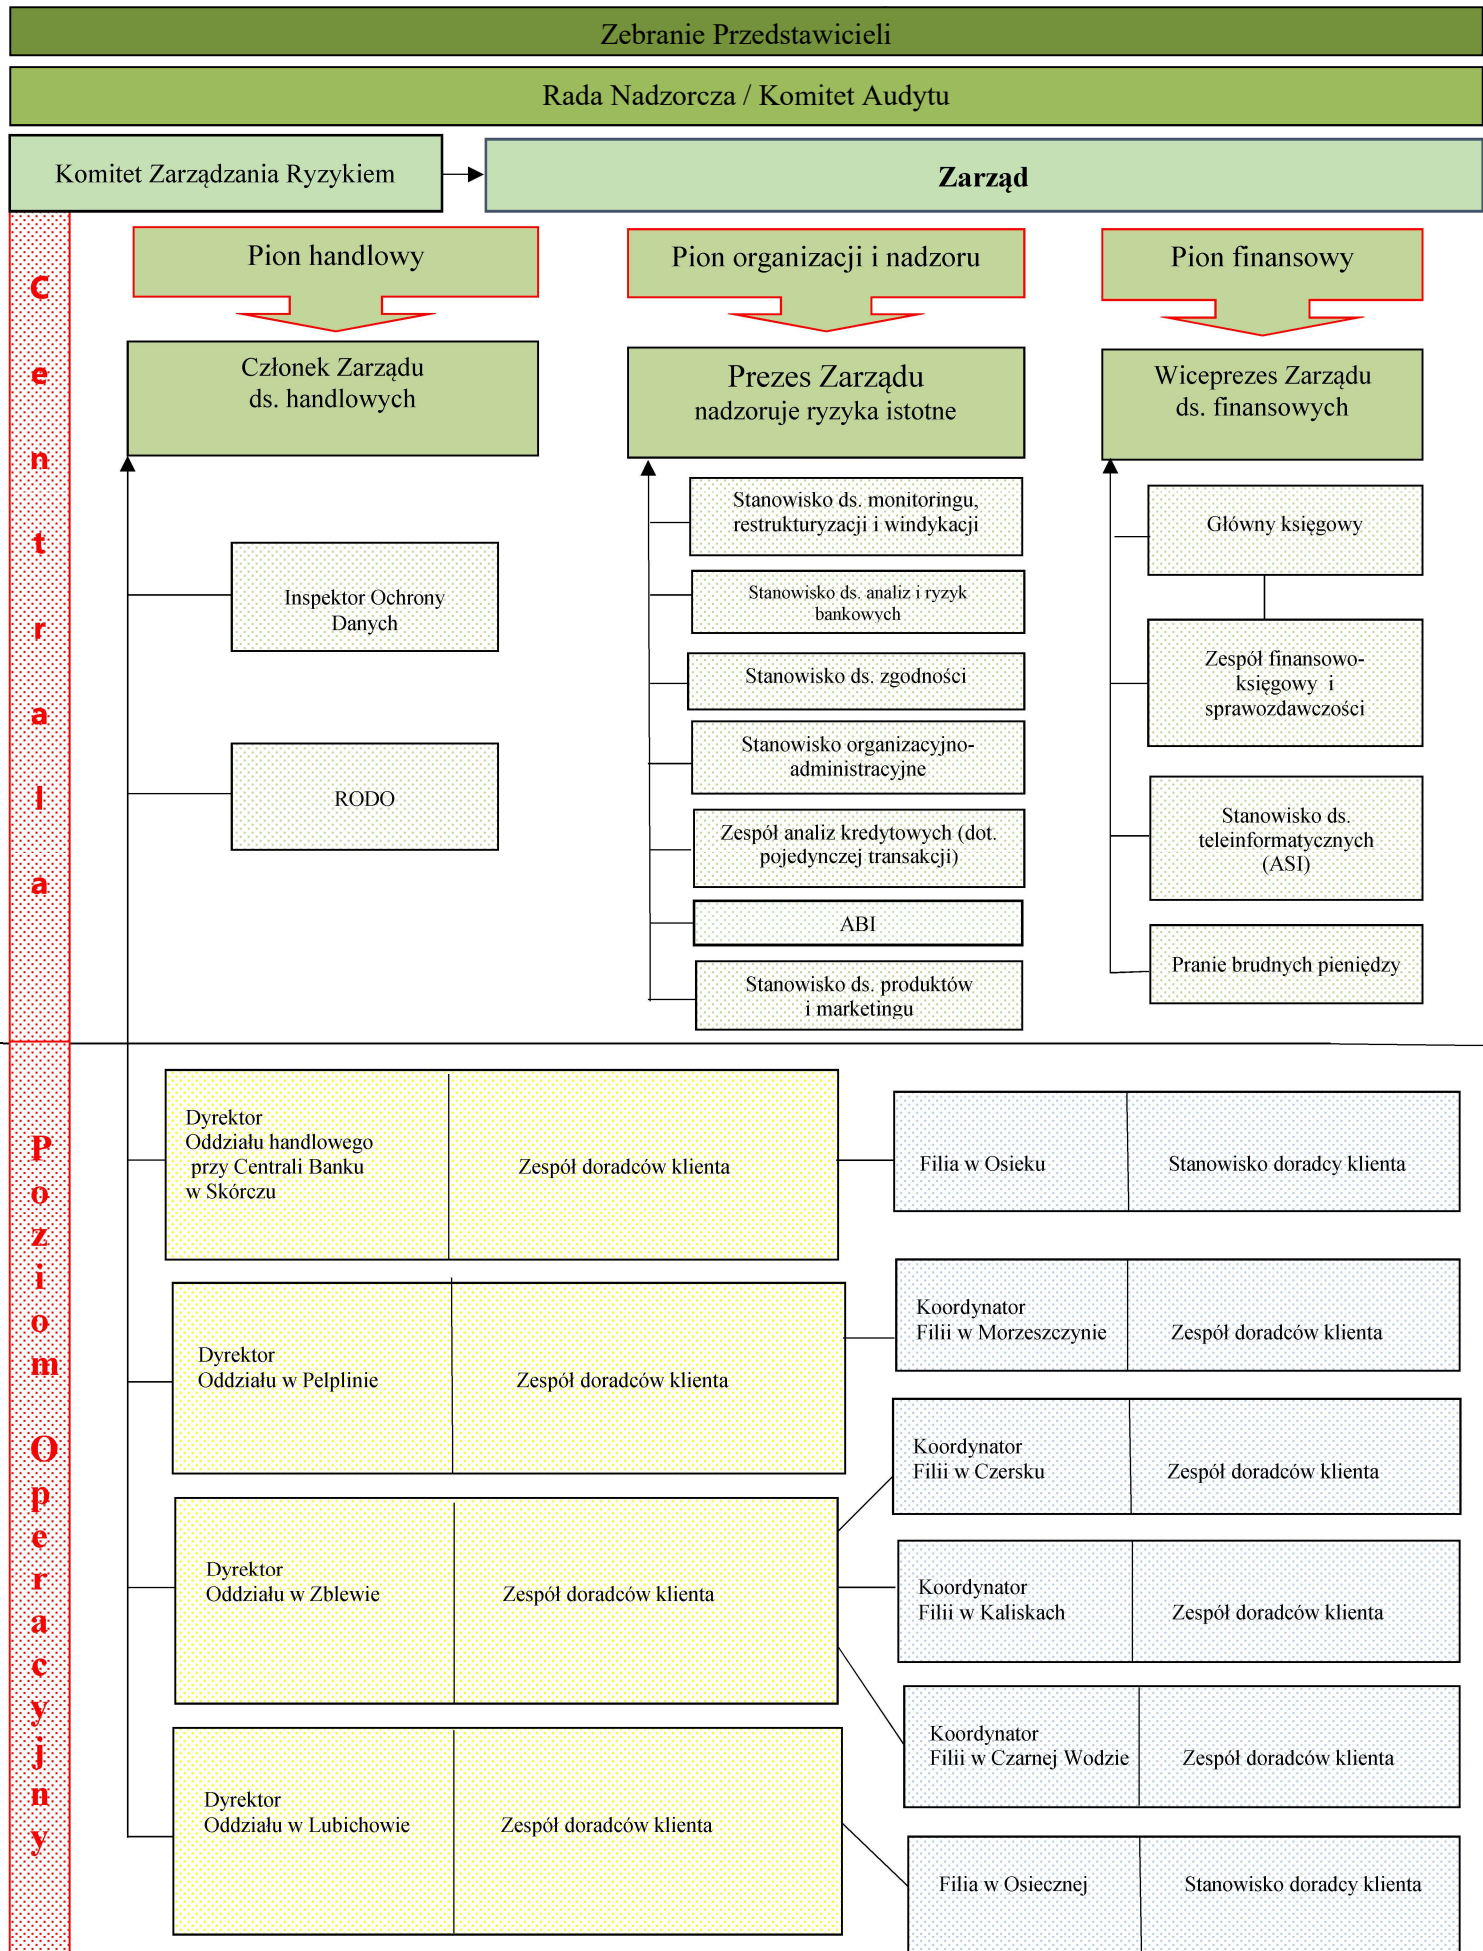 Zebranie Przedstawicieli
Rada Nadzorcza / Komitet Audytu
Komitet Zarządzania Ryzykiem
Zarząd
Centrala
Pion handlowy
Pion organizacji i nadzoru
Pion finansowy
Członek Zarządu
ds. handlowych
Prezes Zarządu
nadzoruje ryzyka istotne
Wiceprezes Zarządu
ds. finansowych
Inspektor Ochrony
Danych
RODO
Stanowisko ds. monitoringu,
restrukturyzacji i windykacji
Stanowisko ds. analiz i ryzyk
bankowych
Stanowisko ds. zgodności
Stanowisko organizacyjno-
administracyjne
Zespół analiz kredytowych (dot.
pojedynczej transakcji)
ABI
Stanowisko ds. produktów
i marketingu
Główny księgowy
Zespół finansowo-
księgowy i
sprawozdawczości
Stanowisko ds.
teleinformatycznych
(ASI)
Pranie brudnych pieniędzy
Poziom Operacyjny
Dyrektor
Oddziału handlowego
przy Centrali Banku
w Skórczu
Zespół doradców klienta
Filia w Osieku
Stanowisko doradcy klienta
Dyrektor
Oddziału w Pelplinie
Zespół doradców klienta
Koordynator
Filii w Morzeszczynie
Zespół doradców klienta
Dyrektor
Oddziału w Zblewie
Zespół doradców klienta
Koordynator
Filii w Czersku
Zespół doradców klienta
Koordynator
Filii w Kaliskach
Zespół doradców klienta
Koordynator
Filii w Czarnej Wodzie
Zespół doradców klienta
Dyrektor
Oddziału w Lubichowie
Zespół doradców klienta
Filia w Osiecznej
Stanowisko doradcy klienta